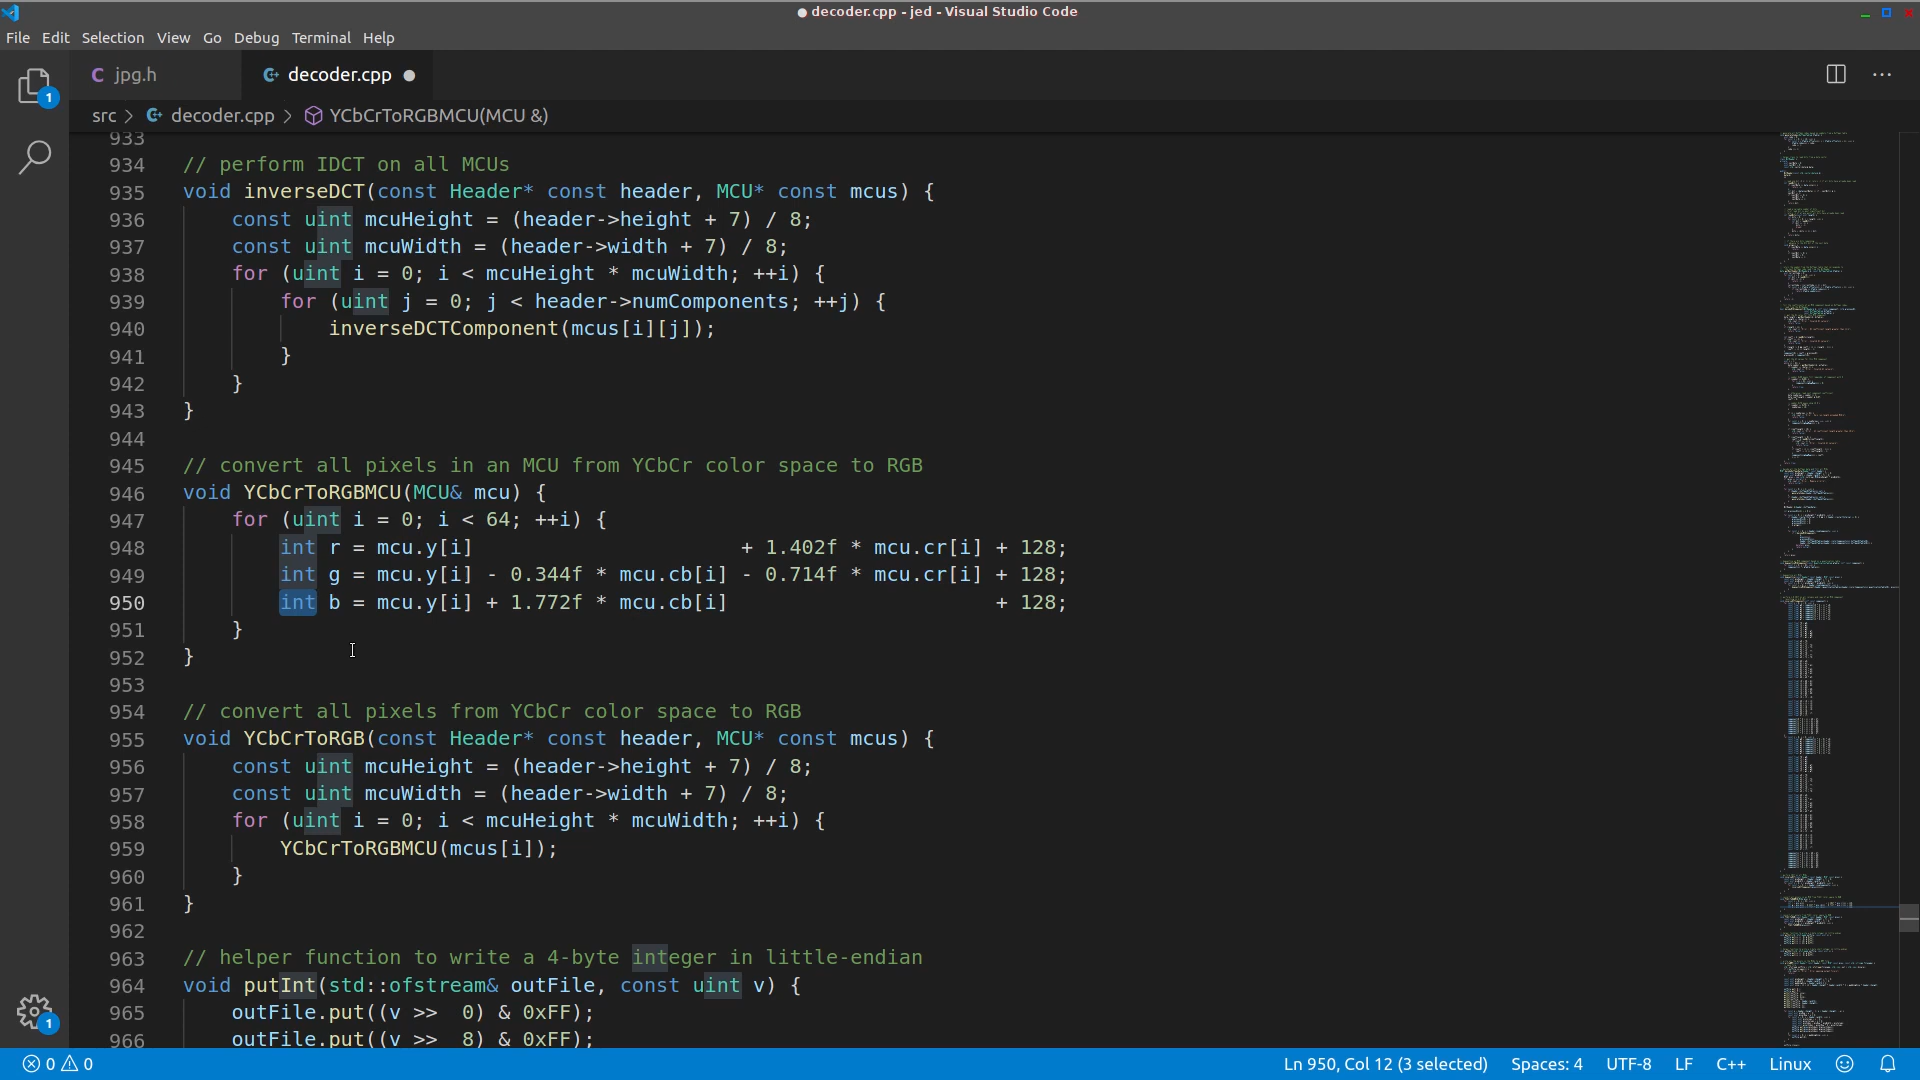 ● decoder.cpp - jed - Visual Studio Code
File Edit Selection View Go Debug Terminal Help
C jpg.h C+ decoder.cpp ●
src > C+ decoder.cpp > YCbCrToRGBMCU(MCU &)
933
934 // perform IDCT on all MCUs
935 void inverseDCT(const Header* const header, MCU* const mcus) {
936     const uint mcuHeight = (header->height + 7) / 8;
937     const uint mcuWidth = (header->width + 7) / 8;
938     for (uint i = 0; i < mcuHeight * mcuWidth; ++i) {
939         for (uint j = 0; j < header->numComponents; ++j) {
940             inverseDCTComponent(mcus[i][j]);
941         }
942     }
943 }
944
945 // convert all pixels in an MCU from YCbCr color space to RGB
946 void YCbCrToRGBMCU(MCU& mcu) {
947     for (uint i = 0; i < 64; ++i) {
948         int r = mcu.y[i]                      + 1.402f * mcu.cr[i] + 128;
949         int g = mcu.y[i] - 0.344f * mcu.cb[i] - 0.714f * mcu.cr[i] + 128;
950         int b = mcu.y[i] + 1.772f * mcu.cb[i]                      + 128;
951     }
952 }
953
954 // convert all pixels from YCbCr color space to RGB
955 void YCbCrToRGB(const Header* const header, MCU* const mcus) {
956     const uint mcuHeight = (header->height + 7) / 8;
957     const uint mcuWidth = (header->width + 7) / 8;
958     for (uint i = 0; i < mcuHeight * mcuWidth; ++i) {
959         YCbCrToRGBMCU(mcus[i]);
960     }
961 }
962
963 // helper function to write a 4-byte integer in little-endian
964 void putInt(std::ofstream& outFile, const uint v) {
965     outFile.put((v >>  0) & 0xFF);
966     outFile.put((v >>  8) & 0xFF);
1
1
0 0 Ln 950, Col 12 (3 selected) Spaces: 4 UTF-8 LF C++ Linux